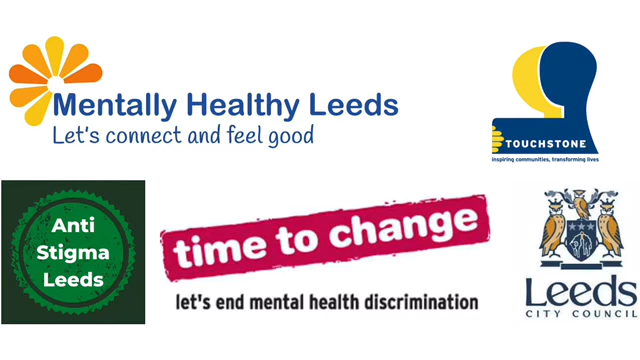 Mentally Healthy Leeds
Let's connect and feel good
TOUCHSTONE
inspiring communities, transforming lives
Anti
Stigma
Leeds
time to change
let's end mental health discrimination
Leeds
CITY COUNCIL